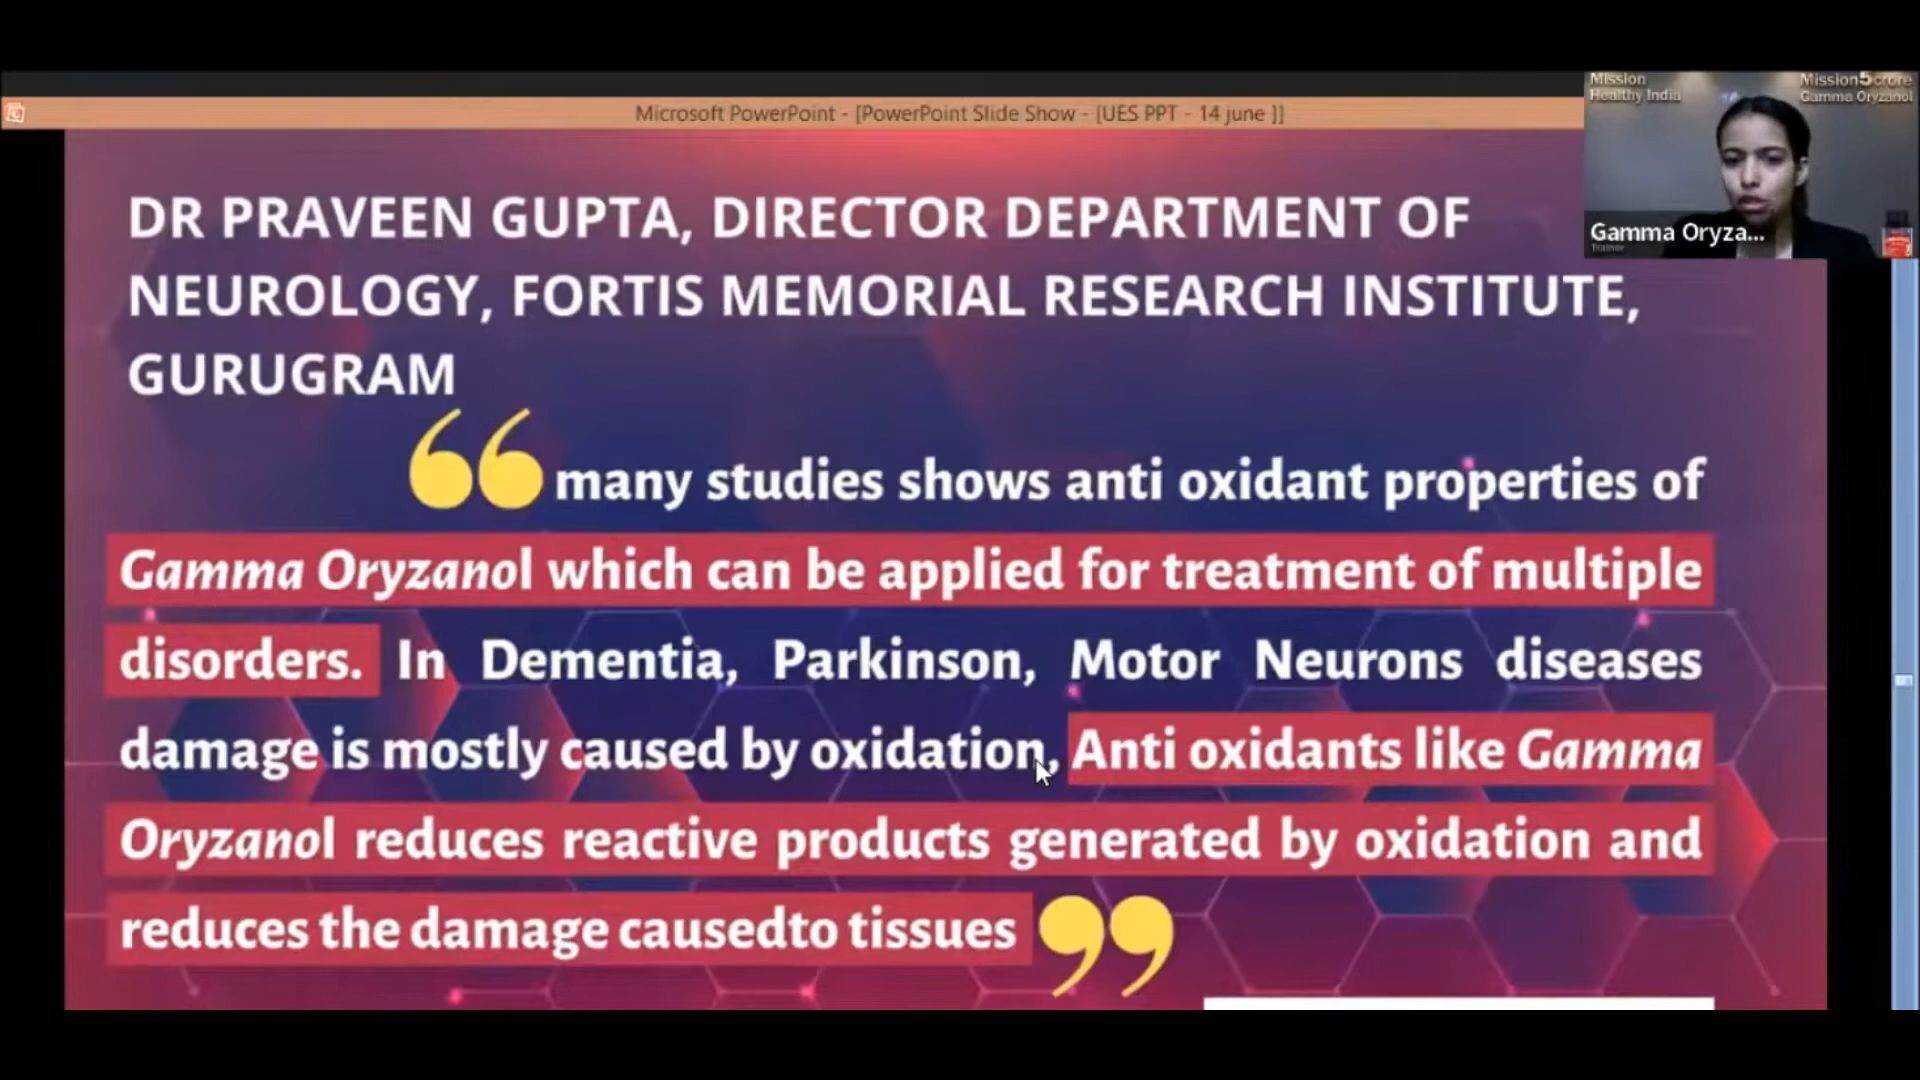 Microsoft PowerPoint - [PowerPoint Slide Show - [UES PPT - 14 june ]]
Mission
Healthy India
Mission5crore
Gamma Oryzanol
Gamma Oryza...
Trainer
DR PRAVEEN GUPTA, DIRECTOR DEPARTMENT OF
NEUROLOGY, FORTIS MEMORIAL RESEARCH INSTITUTE,
GURUGRAM
“many studies shows anti oxidant properties of
Gamma Oryzanol which can be applied for treatment of multiple
disorders. In Dementia, Parkinson, Motor Neurons diseases
damage is mostly caused by oxidation, Anti oxidants like Gamma
Oryzanol reduces reactive products generated by oxidation and
reduces the damage causedto tissues”